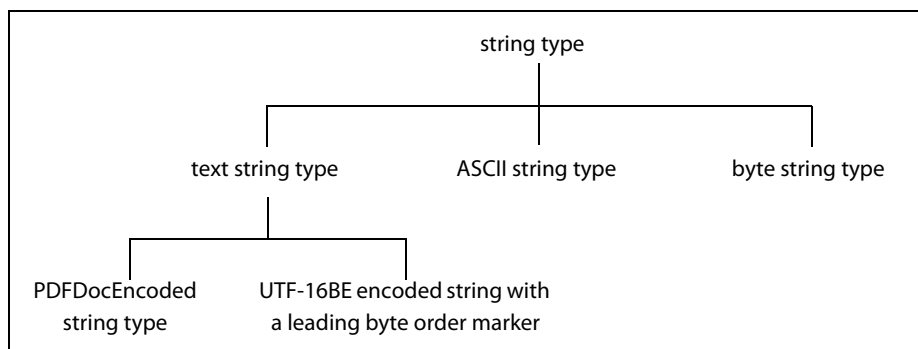 string type
text string type
ASCII string type
byte string type
PDFDocEncoded
string type
UTF-16BE encoded string with
a leading byte order marker